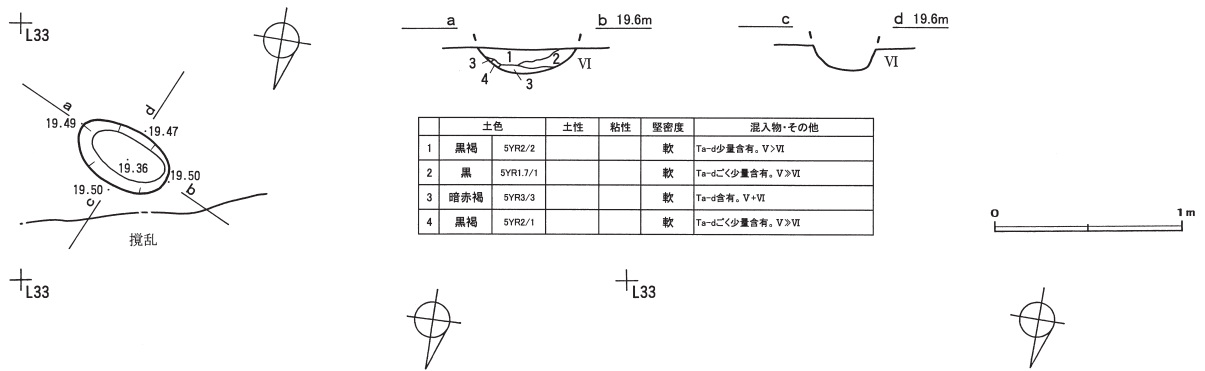 L33
a
b 19.6m
c
d 19.6m
1
2
3
4
3
VI
VI
a
d
19.49
19.47
19.36
19.50
19.50
c
b
撹乱
土色 土性 粘性 堅密度 混入物・その他
1 黒褐 5YR2/2 軟 Ta-d少量含有。V>VI
2 黒 5YR1.7/1 軟 Ta-dごく少量含有。V≫VI
3 暗赤褐 5YR3/3 軟 Ta-d含有。V+VI
4 黒褐 5YR2/1 軟 Ta-dごく少量含有。V≫VI
0 1m
L33
L33